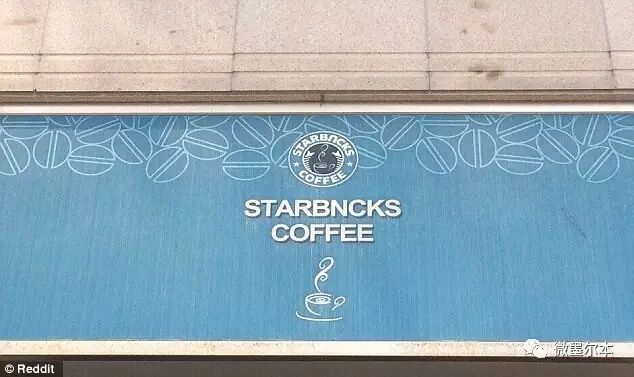 STARBNCKS
COFFEE
STARBNCKS
COFFEE
微墨尔本
© Reddit